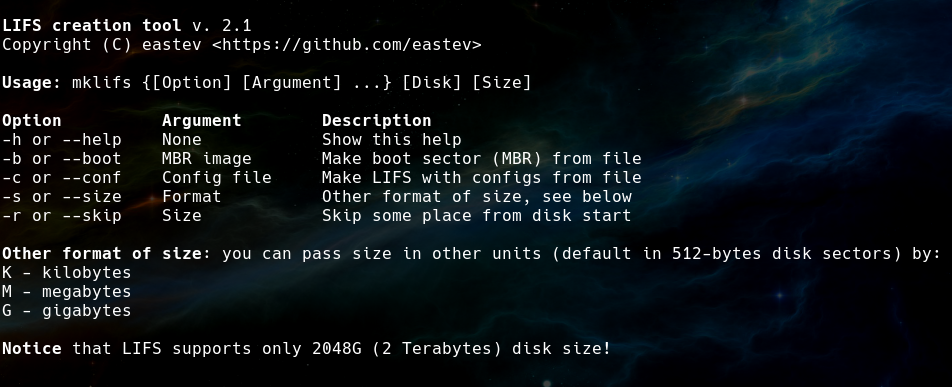 LIFS creation tool v. 2.1
Copyright (C) eastev <https://github.com/eastev>
Usage: mklifs {[Option] [Argument] ...} [Disk] [Size]
Option Argument Description
-h or --help None Show this help
-b or --boot MBR image Make boot sector (MBR) from file
-c or --conf Config file Make LIFS with configs from file
-s or --size Format Other format of size, see below
-r or --skip Size Skip some place from disk start
Other format of size: you can pass size in other units (default in 512-bytes disk sectors) by:
K - kilobytes
M - megabytes
G - gigabytes
Notice that LIFS supports only 2048G (2 Terabytes) disk size!